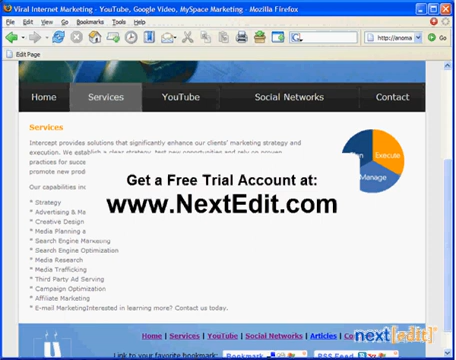 Viral Internet Marketing - YouTube, Google Video, MySpace Marketing - Mozilla Firefox
File Edit View Go Bookmarks Tools Help
http://anoma
Edit Page
Home Services YouTube Social Networks Contact
Services
Intercept provides solutions that significantly enhance our clients' marketing strategy and
execution. We establish a clear strategy, test new opportunities and rely on proven
practices for succe
promote new prod
Execute
Manage
Get a Free Trial Account at:
www.NextEdit.com
Our capabilities inc
* Strategy
* Advertising & Ma
* Creative Design
* Media Planning a
* Search Engine Marketing
* Search Engine Optimization
* Media Research
* Media Trafficking
* Third Party Ad Serving
* Campaign Optimization
* Affiliate Marketing
* E-mail MarketingInterested in learning more? Contact us today.
Home | Services | YouTube | Social Networks | Articles | Co
next[edit]
Link to your favorite bookmark: Bookmark RSS Feed